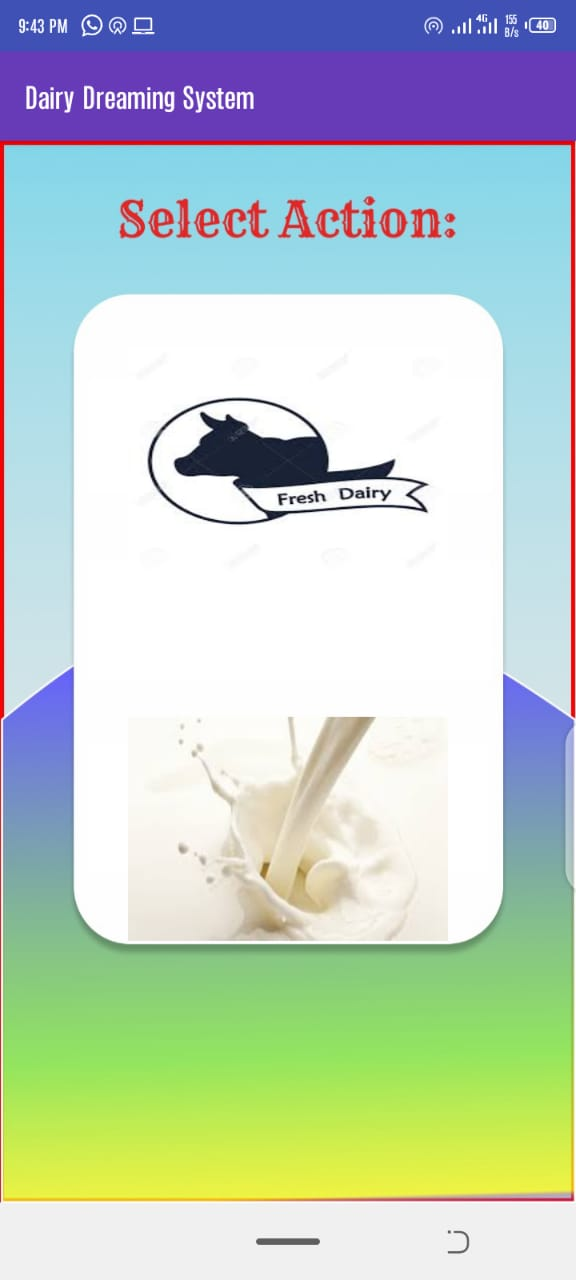 9:43 PM 4G 155 B/s 40
Dairy Dreaming System
Select Action:
Fresh Dairy